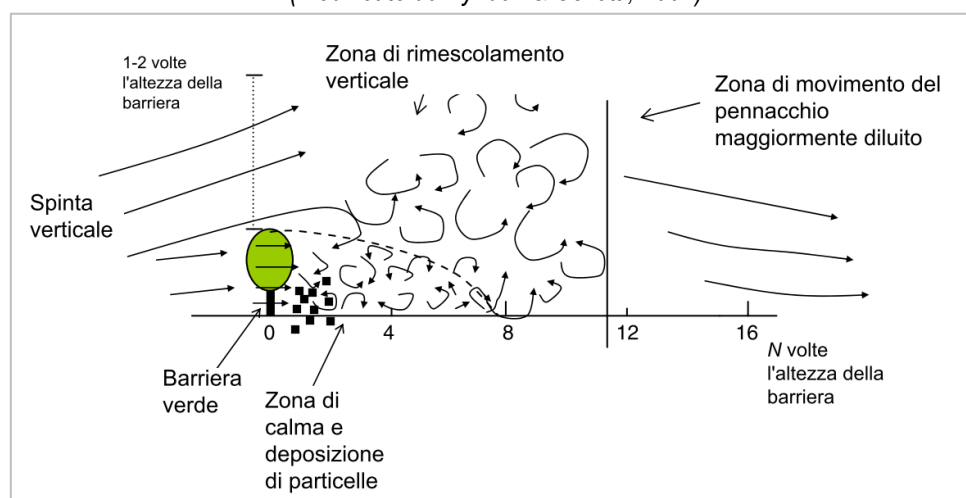 1-2 volte
l'altezza della
barriera
Zona di rimescolamento
verticale
Zona di movimento del
pennacchio
maggiormente diluito
Spinta
verticale
0
4
8
12
16
N volte
l'altezza della
barriera
Barriera
verde
Zona di
calma e
deposizione
di particelle